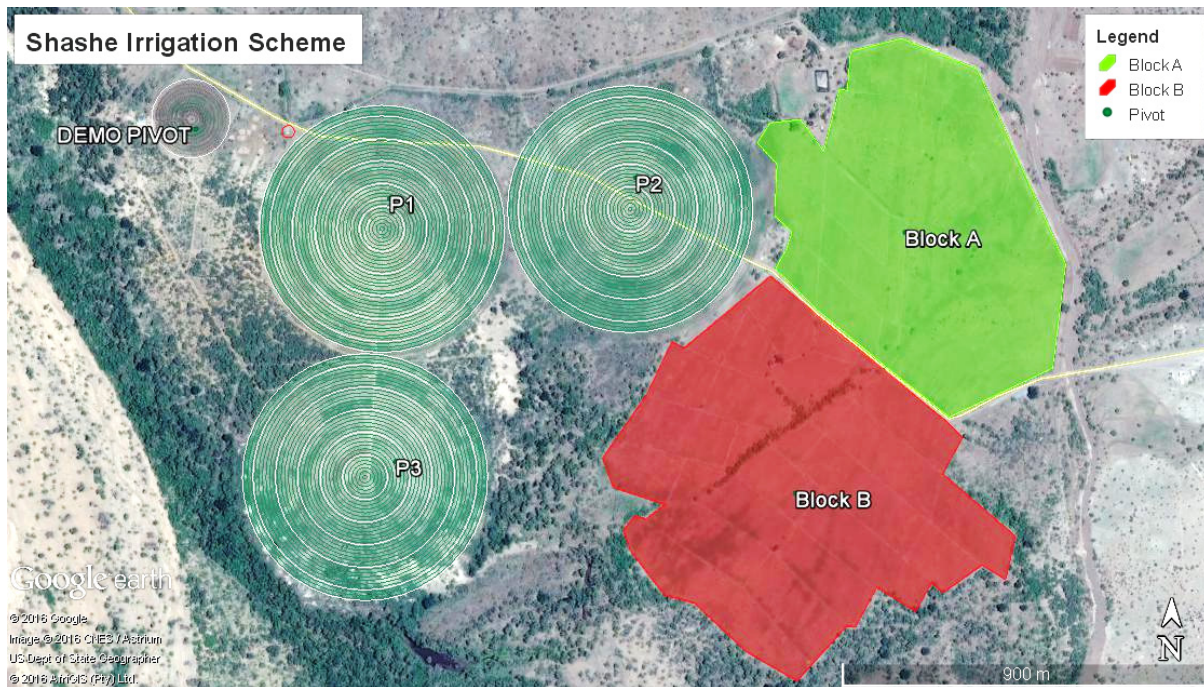 Shashe Irrigation Scheme
Legend
Block A
Block B
Pivot
DEMO PIVOT
P1
P2
Block A
P3
Block B
Google earth
© 2016 Google
Image © 2016 CNES / Astrium
US Dept of State Geographer
© 2016 AfriGIS (Pty) Ltd.
N
900 m